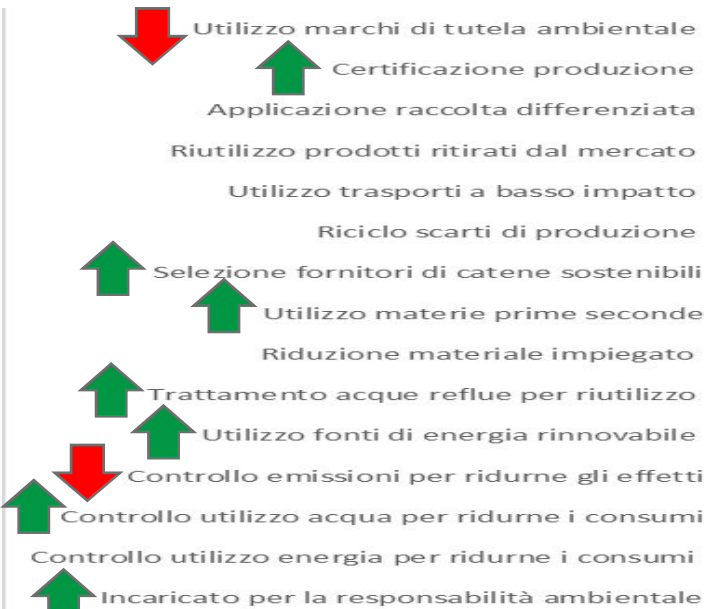 Utilizzo marchi di tutela ambientale
Certificazione produzione
Applicazione raccolta differenziata
Riutilizzo prodotti ritirati dal mercato
Utilizzo trasporti a basso impatto
Riciclo scarti di produzione
Selezione fornitori di catene sostenibili
Utilizzo materie prime seconde
Riduzione materiale impiegato
Trattamento acque reflue per riutilizzo
Utilizzo fonti di energia rinnovabile
Controllo emissioni per ridurne gli effetti
Controllo utilizzo acqua per ridurne i consumi
Controllo utilizzo energia per ridurne i consumi
Incaricato per la responsabilità ambientale